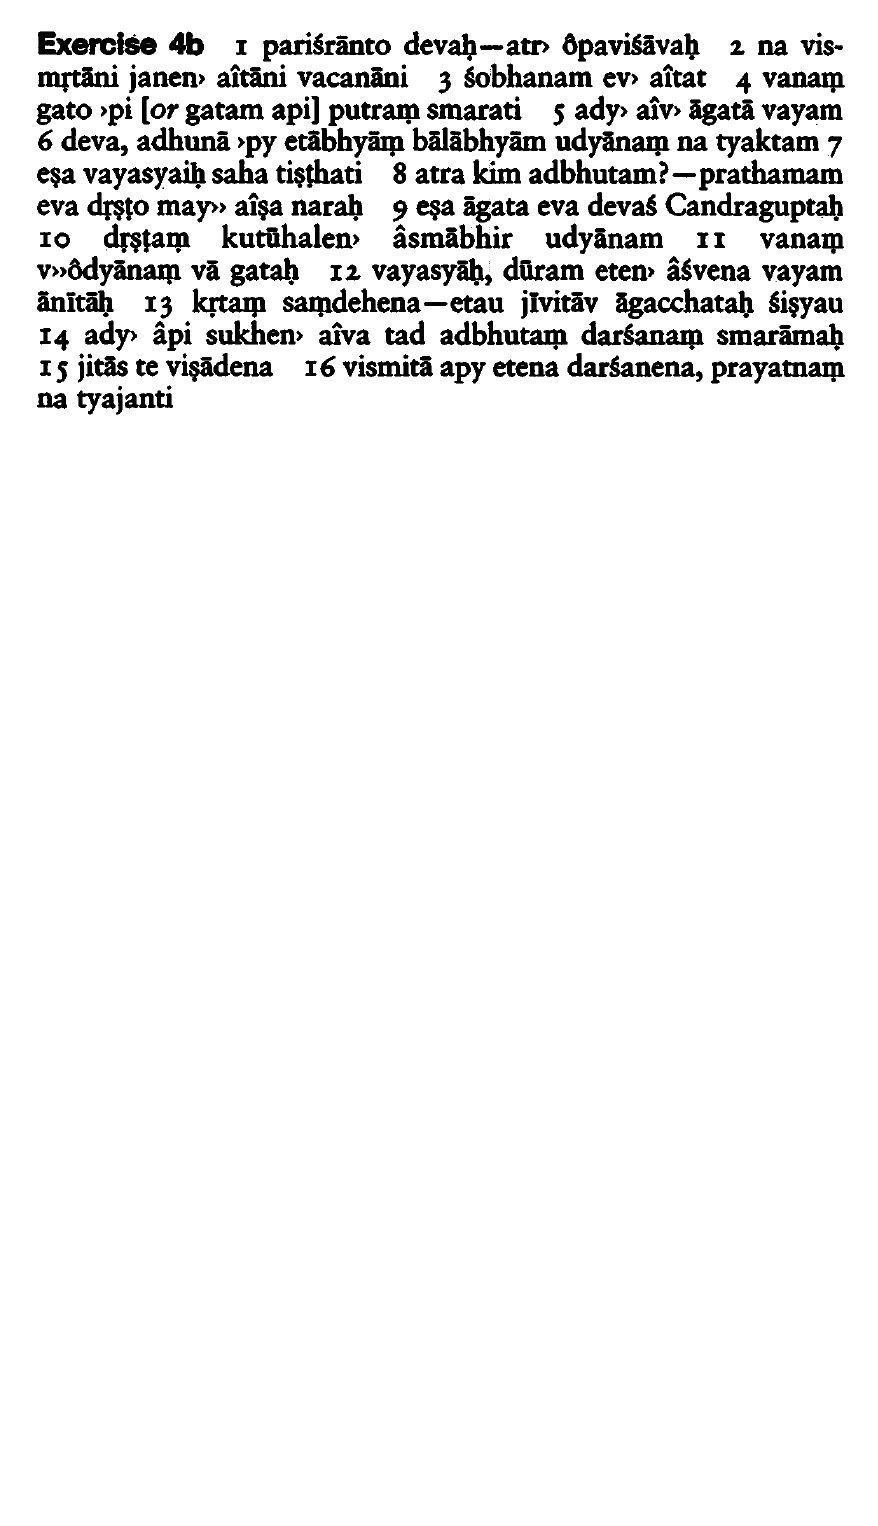 Exercise 4b 1 pariśrānto devaḥ—atr› ôpaviśāvaḥ 2 na vis-
mṛtāni janen› aîtāni vacanāni 3 śobhanam ev› aîtat 4 vanaṃ
gato ›pi [or gatam api] putraṃ smarati 5 ady› aîv› āgatā vayam
6 deva, adhunā ›py etābhyāṃ bālābhyām udyānaṃ na tyaktam 7
eṣa vayasyaiḥ saha tiṣṭhati 8 atra kim adbhutam?—prathamam
eva dṛṣṭo may›› aîṣa naraḥ 9 eṣa āgata eva devaś Candraguptaḥ
10 dṛṣṭaṃ kutūhalen› âsmābhir udyānam 11 vanaṃ
v››ôdyānaṃ vā gataḥ 12 vayasyāḥ, dūram eten› âśvena vayam
ānītāḥ 13 kṛtaṃ saṃdehena—etau jīvitāv āgacchataḥ śiṣyau
14 ady› âpi sukhen› aîva tad adbhutaṃ darśanaṃ smarāmaḥ
15 jitās te viṣādena 16 vismitā apy etena darśanena, prayatnaṃ
na tyajanti